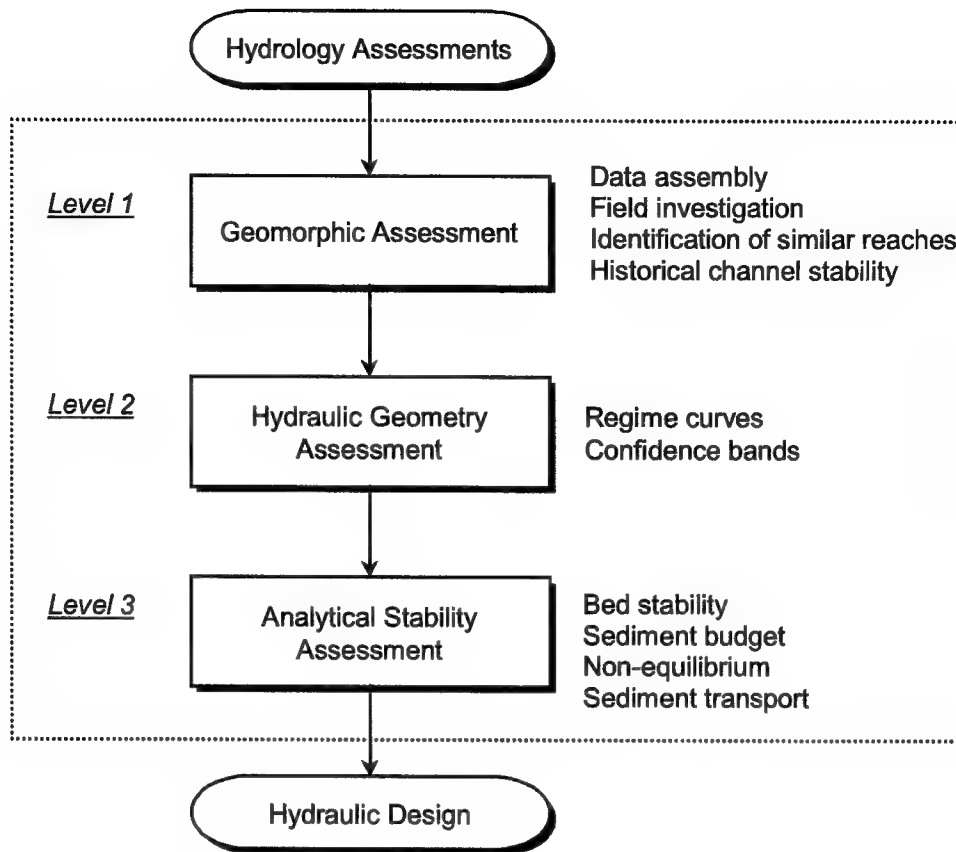 Hydrology Assessments
Level 1
Geomorphic Assessment
Data assembly
Field investigation
Identification of similar reaches
Historical channel stability
Level 2
Hydraulic Geometry
Assessment
Regime curves
Confidence bands
Level 3
Analytical Stability
Assessment
Bed stability
Sediment budget
Non-equilibrium
Sediment transport
Hydraulic Design